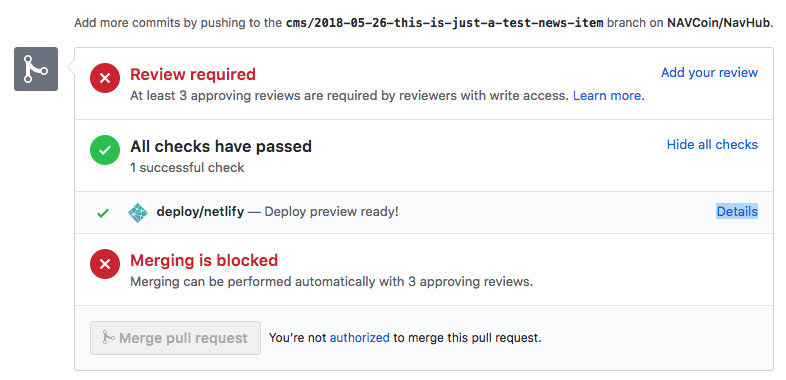 Add more commits by pushing to the cms/2018-05-26-this-is-just-a-test-news-item branch on NAVCoin/NavHub.
Review required
Add your review
At least 3 approving reviews are required by reviewers with write access. Learn more.
All checks have passed
Hide all checks
1 successful check
deploy/netlify — Deploy preview ready!
Details
Merging is blocked
Merging can be performed automatically with 3 approving reviews.
Merge pull request
You’re not authorized to merge this pull request.